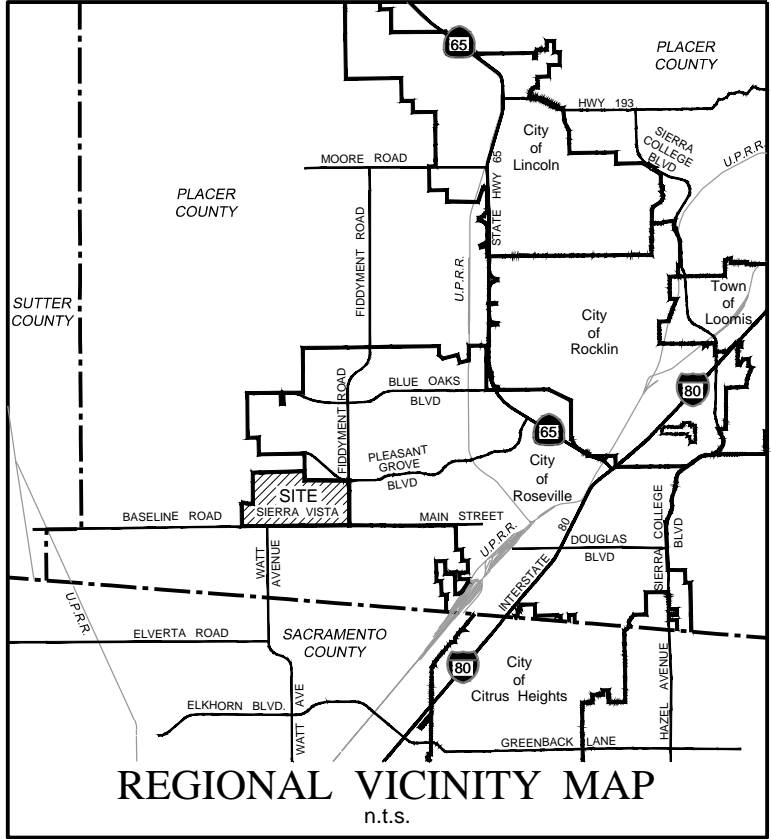 65
PLACER
COUNTY
HWY 193
City
of
Lincoln
SIERRA
COLLEGE
BLVD
U.P.R.R.
MOORE ROAD
STATE HWY 65
PLACER
COUNTY
FIDDYMENT ROAD
U.P.R.R.
SUTTER
COUNTY
Town
of
Loomis
City
of
Rocklin
BLUE OAKS
BLVD
FIDDYMENT ROAD
80
65
PLEASANT
GROVE
BLVD
City
of
Roseville
SITE
SIERRA VISTA
BASELINE ROAD
MAIN STREET
U.P.R.R.
INTERSTATE 80
DOUGLAS
BLVD
SIERRA COLLEGE
BLVD
WATT
AVENUE
U.P.R.R.
ELVERTA ROAD
SACRAMENTO
COUNTY
80
City
of
Citrus Heights
HAZEL AVENUE
ELKHORN BLVD.
WATT AVE
GREENBACK LANE
REGIONAL VICINITY MAP
n.t.s.